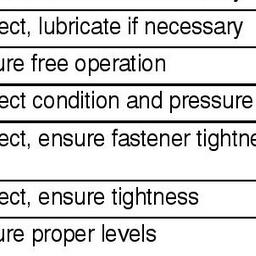 ect, lubricate if necessary
ure free operation
ect condition and pressure
ect, ensure fastener tightne
ect, ensure tightness
ure proper levels